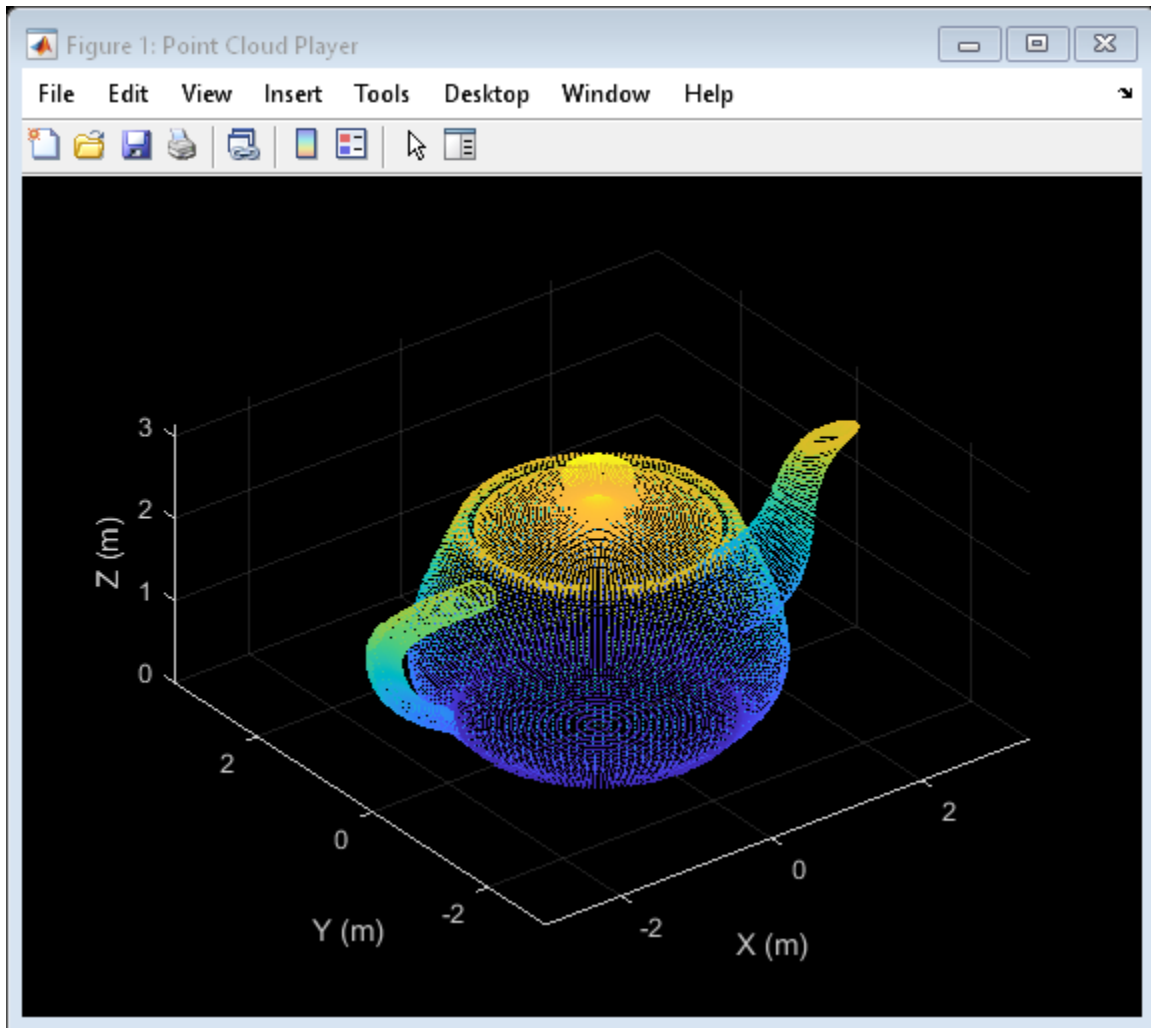 Figure 1: Point Cloud Player
File Edit View Insert Tools Desktop Window Help
3
2
1
0
Z (m)
2
0
-2
Y (m)
-2
0
2
X (m)